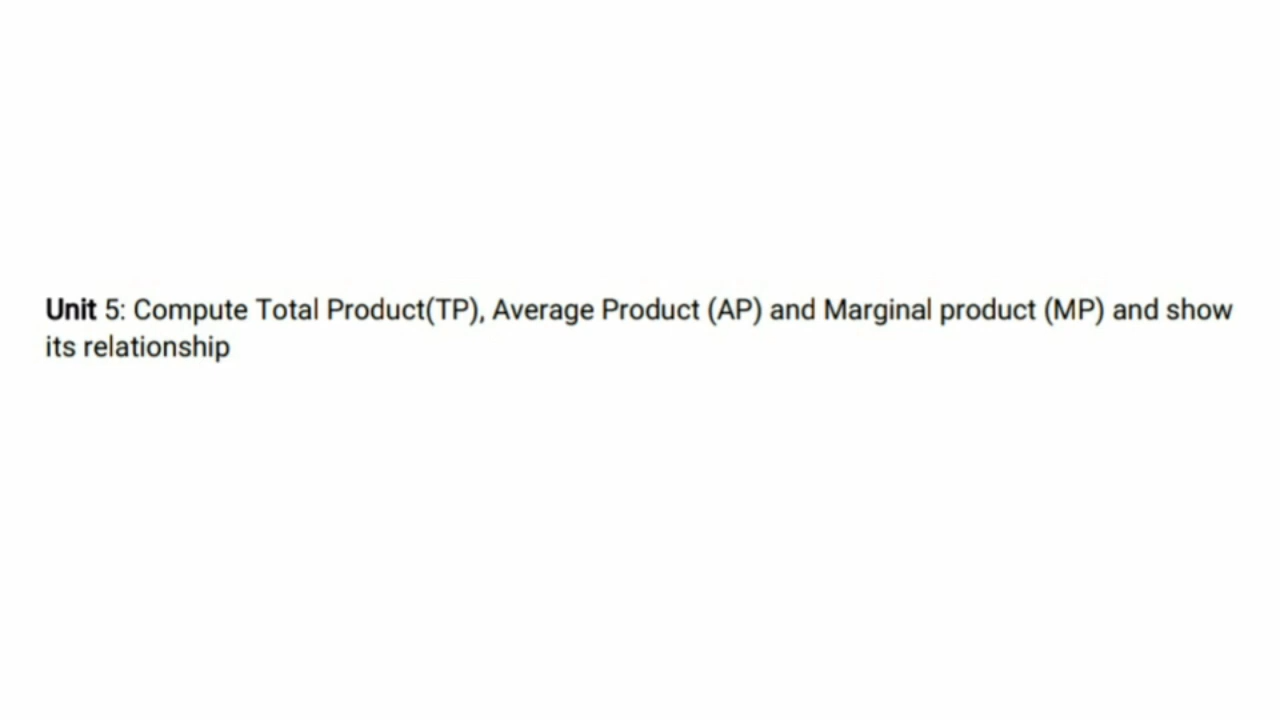 Unit 5: Compute Total Product(TP), Average Product (AP) and Marginal product (MP) and show
its relationship